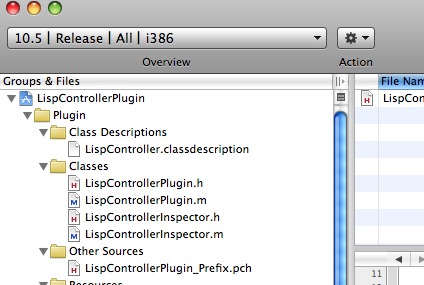 10.5 | Release | All | i386
Overview
Action
Groups & Files
File Nam
LispControllerPlugin
LispCon
Plugin
Class Descriptions
LispController.classdescription
Classes
LispControllerPlugin.h
LispControllerPlugin.m
LispControllerInspector.h
LispControllerInspector.m
Other Sources
LispControllerPlugin_Prefix.pch
11
Resources